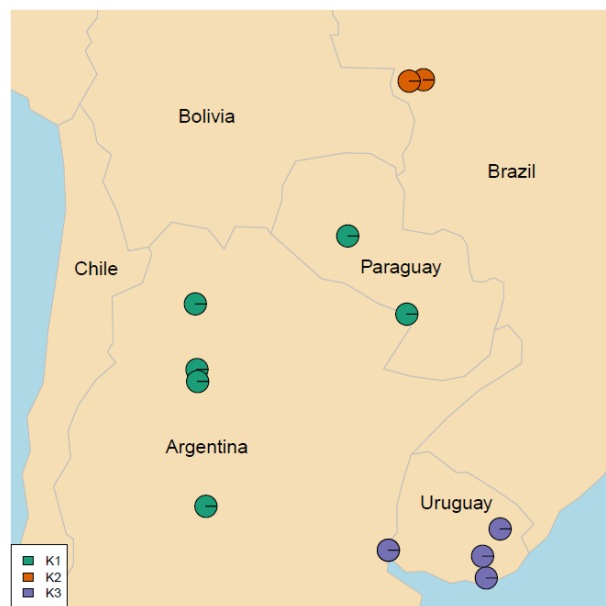 Bolivia
Brazil
Chile
Paraguay
Argentina
Uruguay
K1
K2
K3